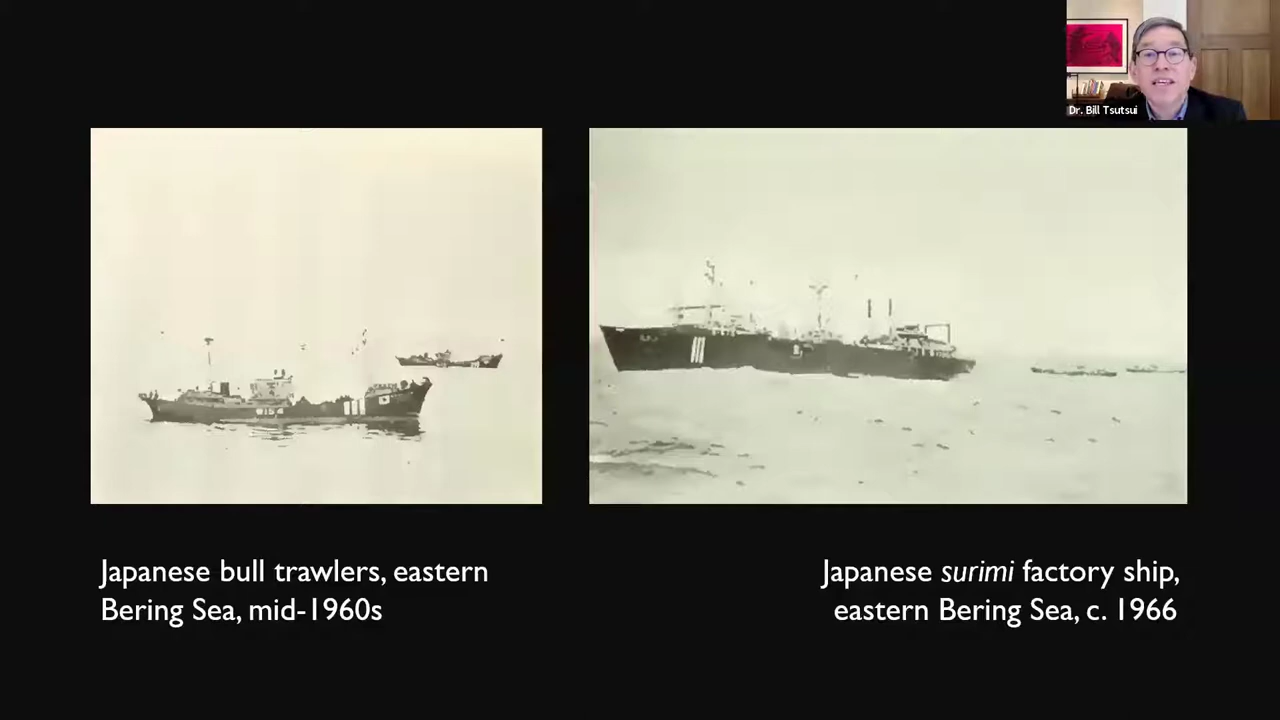 Dr. Bill Tsutsui
Japanese bull trawlers, eastern
Bering Sea, mid-1960s
Japanese surimi factory ship,
eastern Bering Sea, c. 1966